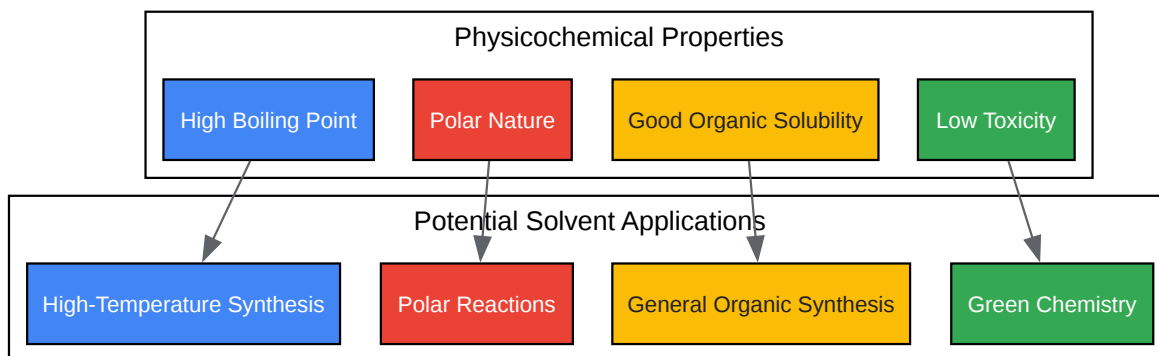 Physicochemical Properties
High Boiling Point
Polar Nature
Good Organic Solubility
Low Toxicity
Potential Solvent Applications
High-Temperature Synthesis
Polar Reactions
General Organic Synthesis
Green Chemistry